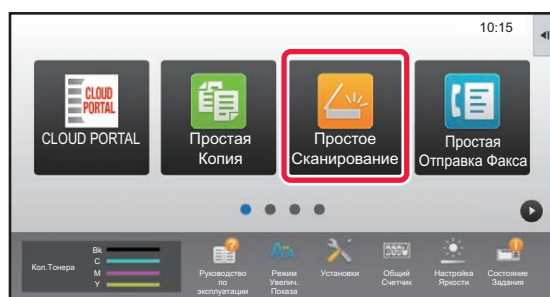 10:15
CLOUD
PORTAL
CLOUD PORTAL
Простая
Копия
Простое
Сканирование
Простая
Отправка Факса
Кол.Тонера
Bk
C
M
Y
Руководство
по
эксплуатации
Режим
Увелич.
Показа
Установки
Общий
Счетчик
Настройка
Яркости
Состояние
Задания